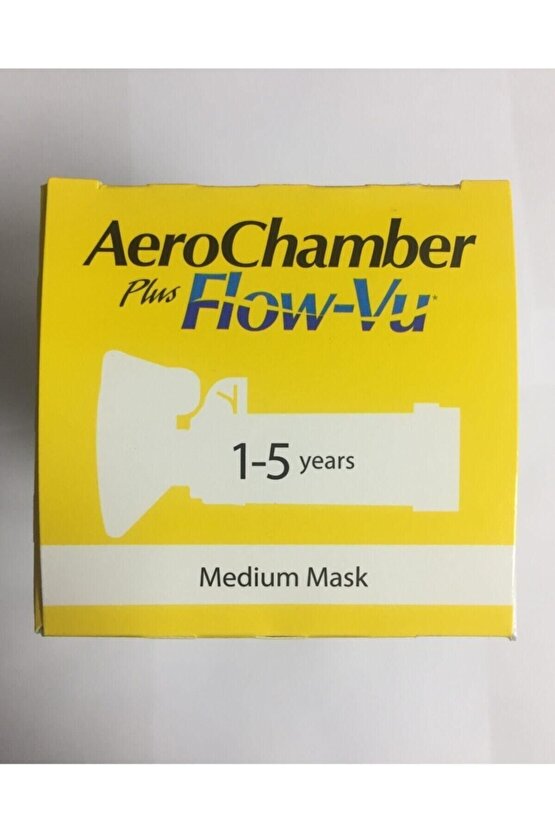 AeroChamber
Plus Flow-Vu*
1-5 years
Medium Mask